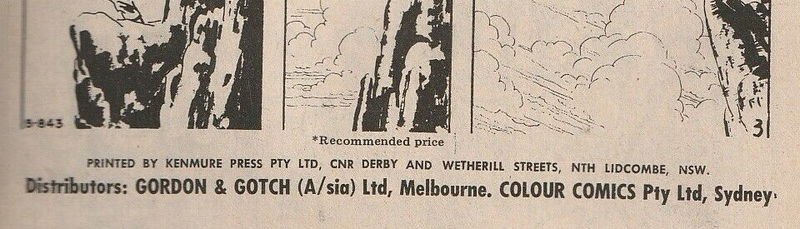 B-843
3
*Recommended price
PRINTED BY KENMURE PRESS PTY LTD, CNR DERBY AND WETHERILL STREETS, NTH LIDCOMBE, NSW.
Distributors: GORDON & GOTCH (A/sia) Ltd, Melbourne. COLOUR COMICS Pty Ltd, Sydney.